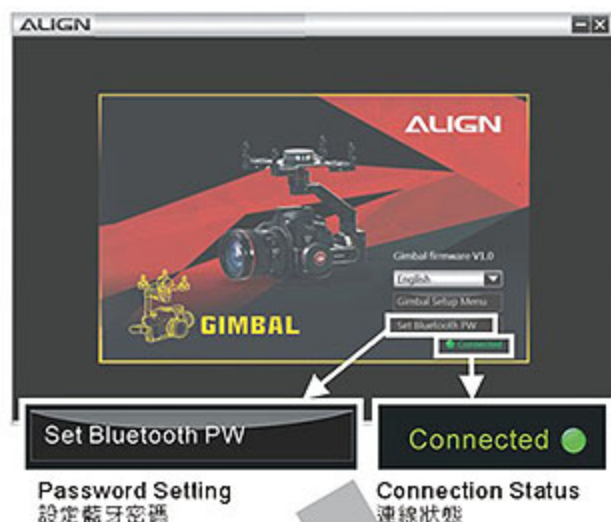 ALIGN
ALIGN
Gimbal firmware V1.0
English
Gimbal Setup Menu
Set Bluetooth PW
Connected
GIMBAL
Set Bluetooth PW
Connected
Password Setting
設定藍牙密碼
Connection Status
連線狀態